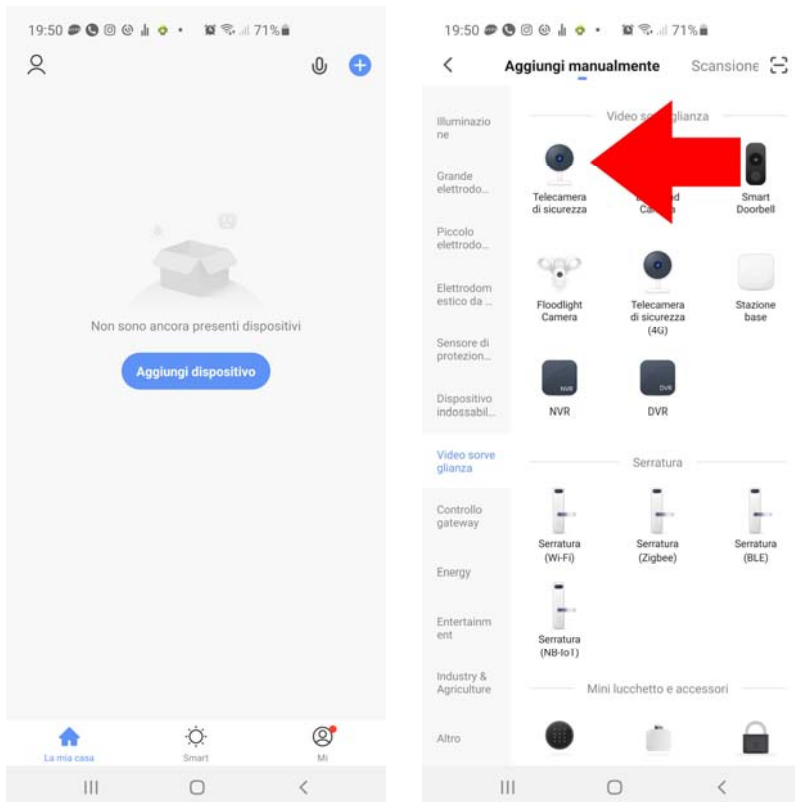 19:50
71%
Non sono ancora presenti dispositivi
Aggiungi dispositivo
La mia casa
Smart
Mi
19:50
71%
Aggiungi manualmente
Scansione
Illuminazio
ne
Grande
elettrodo...
Piccolo
elettrodo...
Elettrodom
estico da ...
Sensore di
protezion...
Dispositivo
indossabil...
Video sorve
glianza
Controllo
gateway
Energy
Entertainm
ent
Industry &
Agriculture
Altro
Video so glianza
Telecamera
di sicurezza
d
Ca a
Smart
Doorbell
Floodlight
Camera
Telecamera
di sicurezza
(4G)
Stazione
base
NVR
NVR
DVR
DVR
Serratura
Serratura
(Wi-Fi)
Serratura
(Zigbee)
Serratura
(BLE)
Serratura
(NB-IoT)
Mini lucchetto e accessori